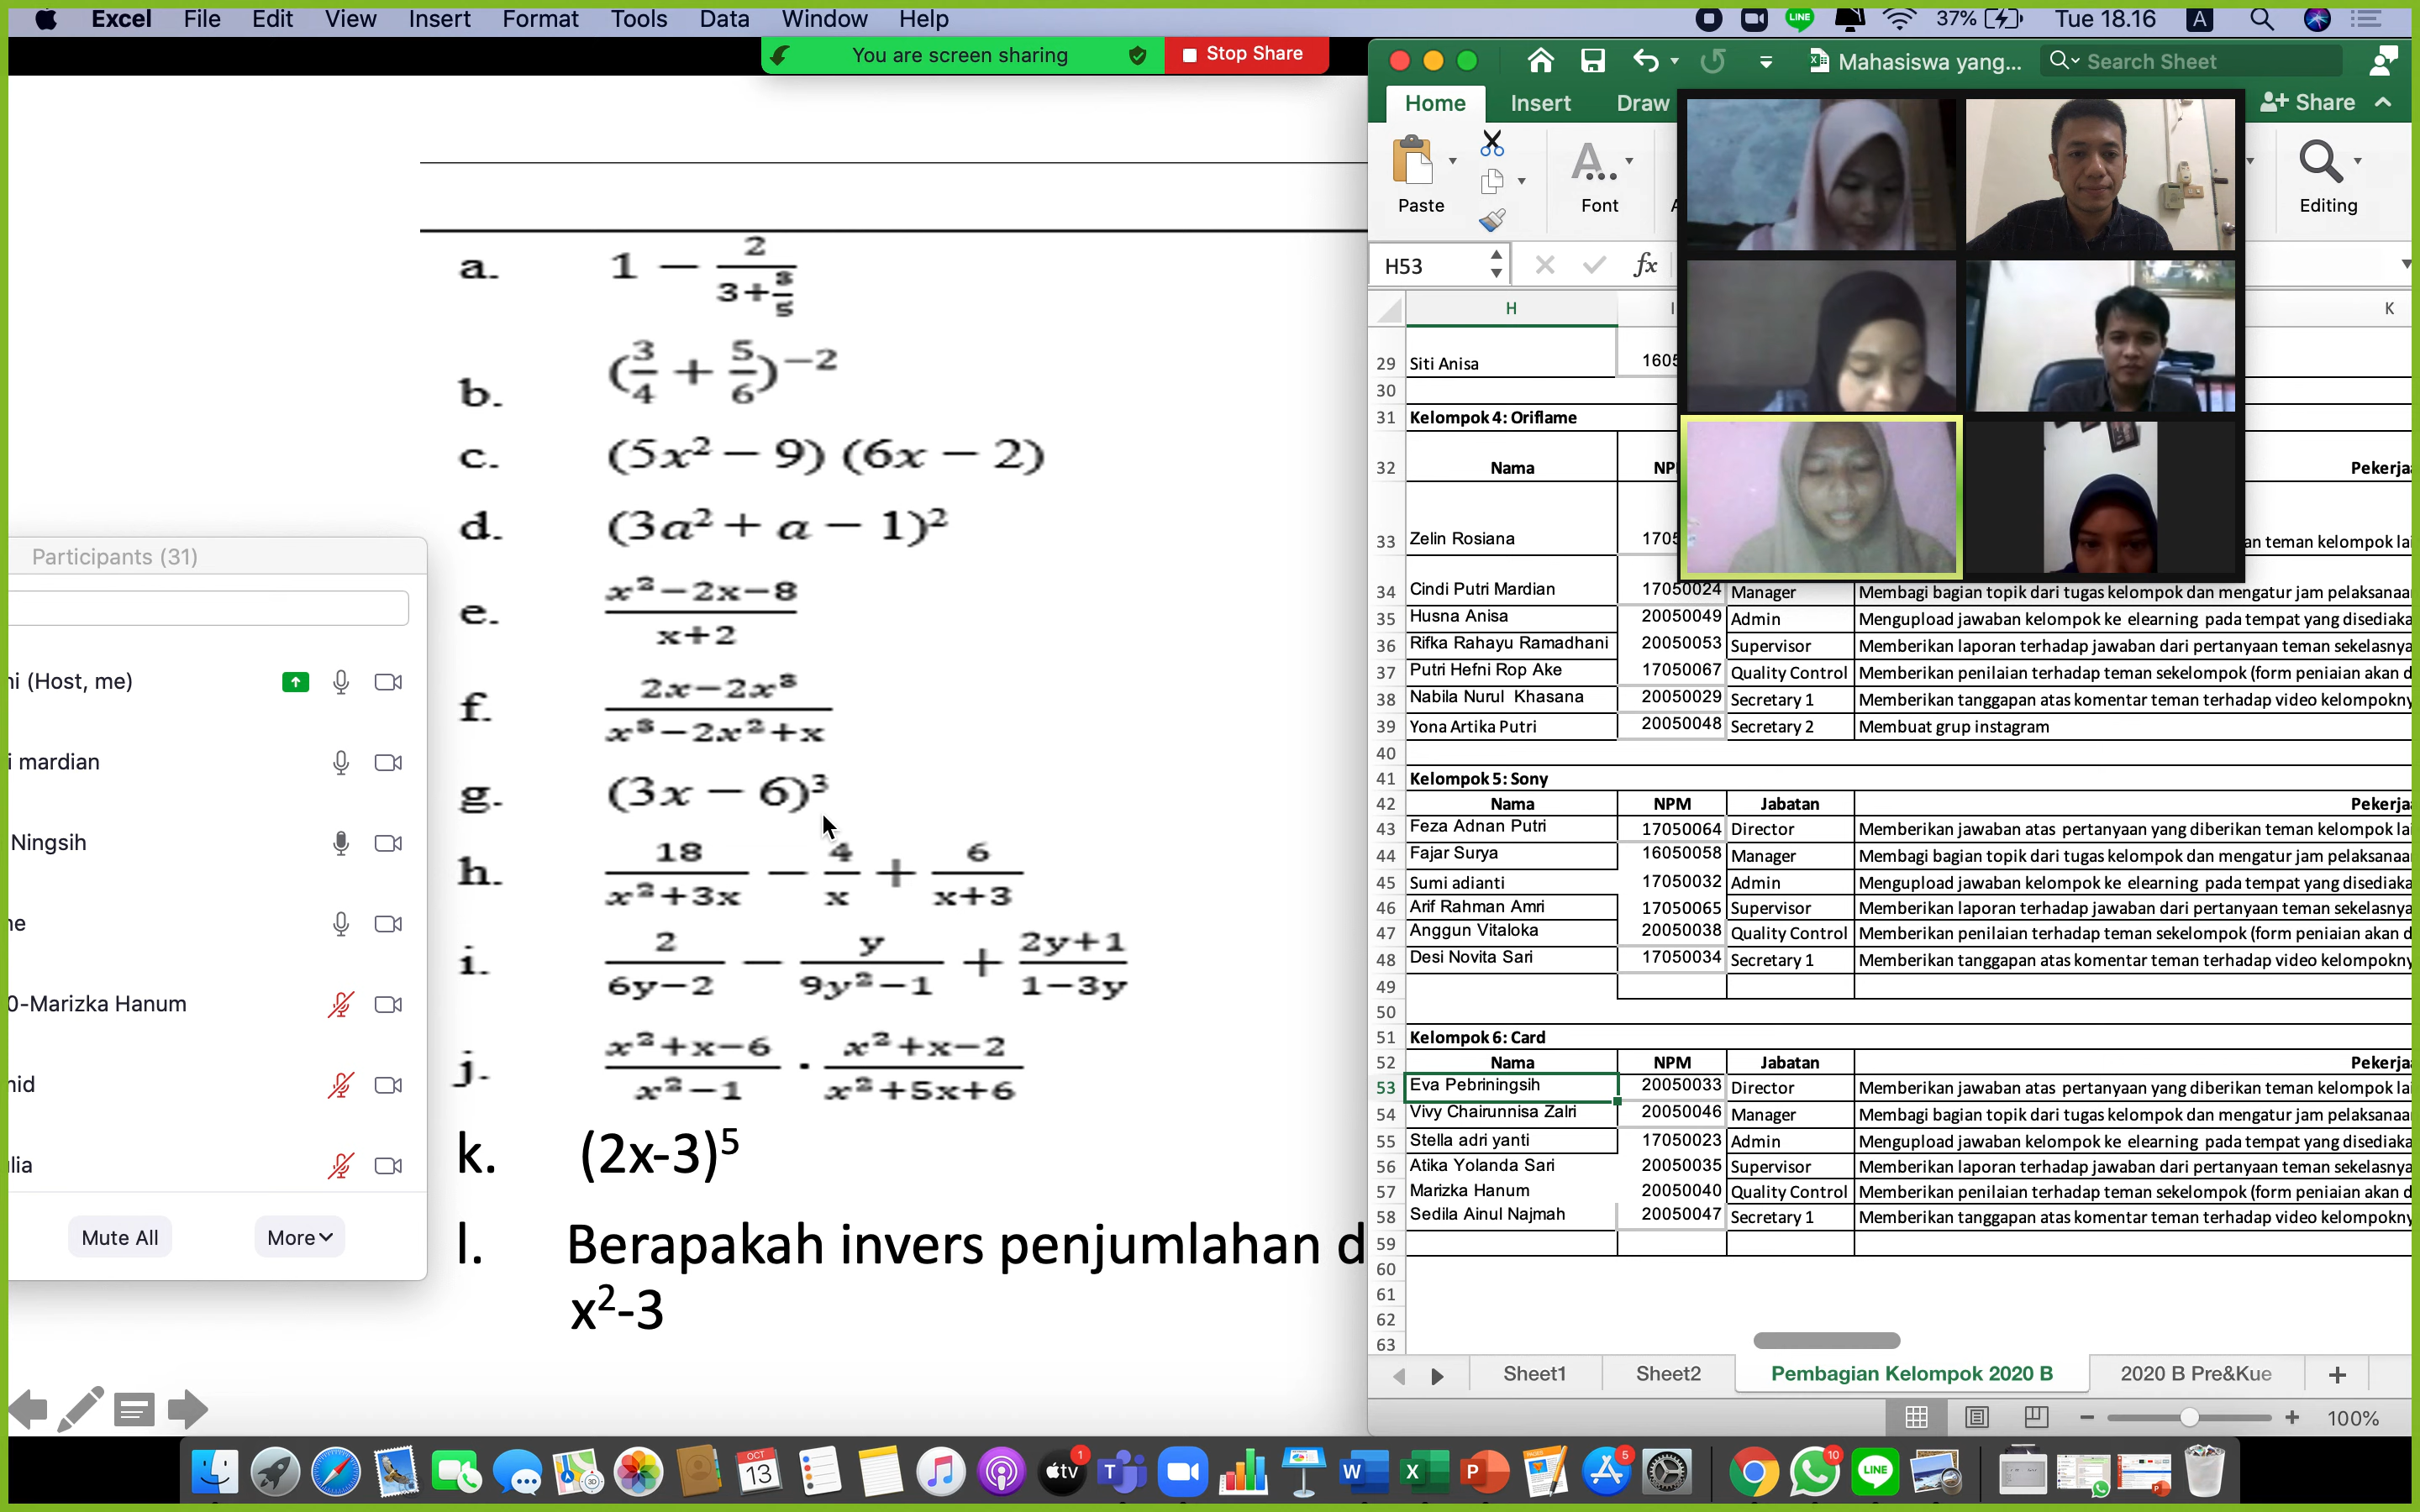 Excel File Edit View Insert Format Tools Data Window Help
LINE 37% Tue 18.16 A
You are screen sharing Stop Share
Mahasiswa yang... Search Sheet
Home Insert Draw Share
Paste Font Editing
H53 fx
H K
a. 1 − 2/(3+8/5)
b. (3/4 + 5/6)⁻²
c. (5x² − 9) (6x − 2)
d. (3a² + a − 1)²
e. (x²−2x−8)/(x+2)
f. (2x−2x³)/(x³−2x²+x)
g. (3x − 6)³
h. 18/(x²+3x) − 4/x + 6/(x+3)
i. 2/(6y−2) − y/(9y²−1) + (2y+1)/(1−3y)
j. (x²+x−6)/(x²−1) · (x²+x−2)/(x²+5x+6)
k. (2x-3)⁵
l. Berapakah invers penjumlahan d
x²-3
Participants (31)
ni (Host, me)
i mardian
Ningsih
ne
0-Marizka Hanum
nid
lia
Mute All More
29 Siti Anisa 1605
30
31 Kelompok 4: Oriflame
32 Nama NP Pekerja
33 Zelin Rosiana 1705 an teman kelompok lai
34 Cindi Putri Mardian 17050024 Manager Membagi bagian topik dari tugas kelompok dan mengatur jam pelaksanaa
35 Husna Anisa 20050049 Admin Mengupload jawaban kelompok ke elearning pada tempat yang disediaka
36 Rifka Rahayu Ramadhani 20050053 Supervisor Memberikan laporan terhadap jawaban dari pertanyaan teman sekelasnya
37 Putri Hefni Rop Ake 17050067 Quality Control Memberikan penilaian terhadap teman sekelompok (form peniaian akan d
38 Nabila Nurul Khasana 20050029 Secretary 1 Memberikan tanggapan atas komentar teman terhadap video kelompokny
39 Yona Artika Putri 20050048 Secretary 2 Membuat grup instagram
40
41 Kelompok 5: Sony
42 Nama NPM Jabatan Pekerja
43 Feza Adnan Putri 17050064 Director Memberikan jawaban atas pertanyaan yang diberikan teman kelompok lai
44 Fajar Surya 16050058 Manager Membagi bagian topik dari tugas kelompok dan mengatur jam pelaksanaa
45 Sumi adianti 17050032 Admin Mengupload jawaban kelompok ke elearning pada tempat yang disediaka
46 Arif Rahman Amri 17050065 Supervisor Memberikan laporan terhadap jawaban dari pertanyaan teman sekelasnya
47 Anggun Vitaloka 20050038 Quality Control Memberikan penilaian terhadap teman sekelompok (form peniaian akan d
48 Desi Novita Sari 17050034 Secretary 1 Memberikan tanggapan atas komentar teman terhadap video kelompokny
49
50
51 Kelompok 6: Card
52 Nama NPM Jabatan Pekerja
53 Eva Pebriningsih 20050033 Director Memberikan jawaban atas pertanyaan yang diberikan teman kelompok lai
54 Vivy Chairunnisa Zalri 20050046 Manager Membagi bagian topik dari tugas kelompok dan mengatur jam pelaksanaa
55 Stella adri yanti 17050023 Admin Mengupload jawaban kelompok ke elearning pada tempat yang disediaka
56 Atika Yolanda Sari 20050035 Supervisor Memberikan laporan terhadap jawaban dari pertanyaan teman sekelasnya
57 Marizka Hanum 20050040 Quality Control Memberikan penilaian terhadap teman sekelompok (form peniaian akan d
58 Sedila Ainul Najmah 20050047 Secretary 1 Memberikan tanggapan atas komentar teman terhadap video kelompokny
59
60
61
62
63
Sheet1 Sheet2 Pembagian Kelompok 2020 B 2020 B Pre&Kue +
100%
OCT 13 tv 1 T W X P 5 10 LINE